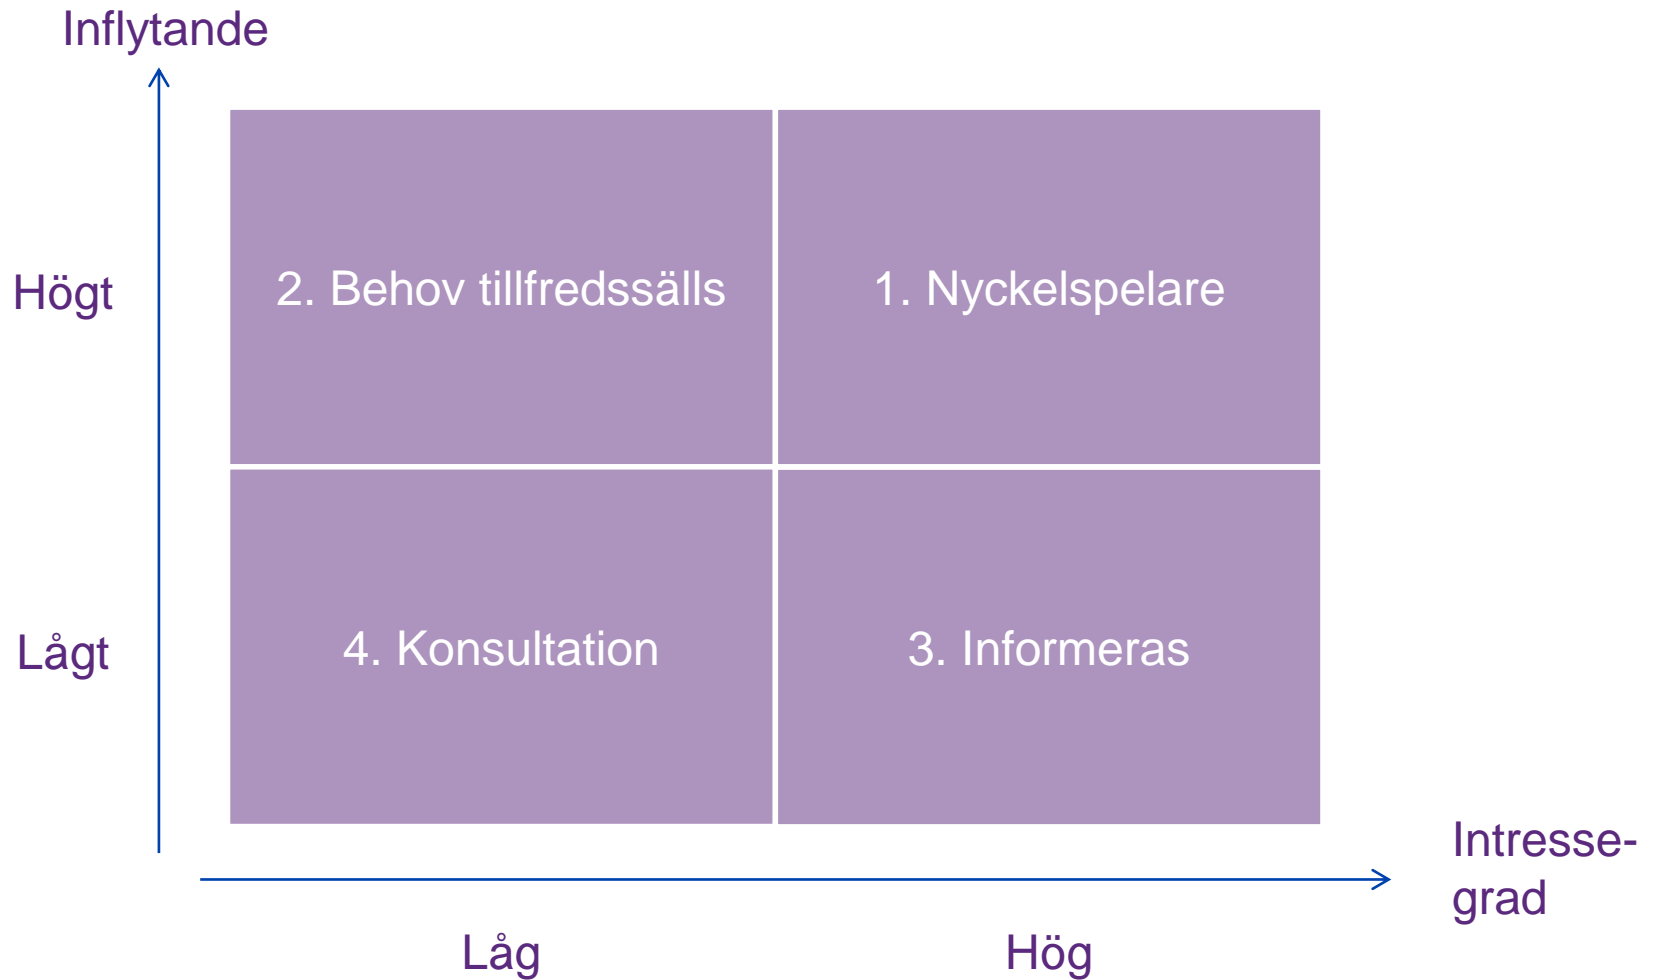 Inflytande
Högt
2. Behov tillfredssälls
1. Nyckelspelare
Lågt
4. Konsultation
3. Informeras
Intresse-
grad
Låg
Hög